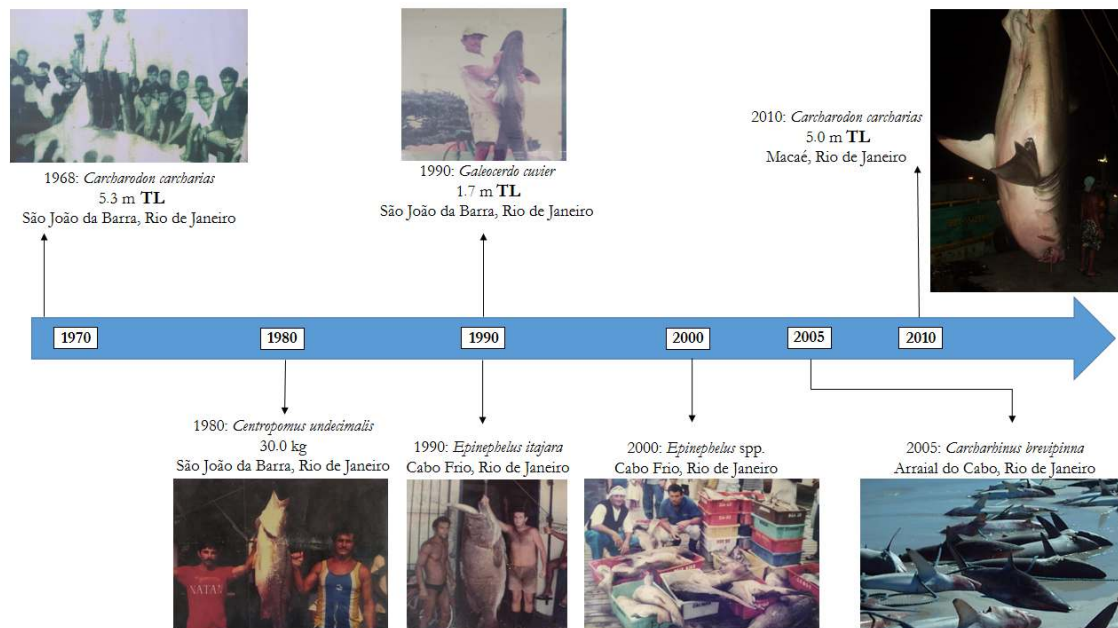 1968: Carcharodon carcharias
5.3 m TL
São João da Barra, Rio de Janeiro
1990: Galeocerdo cuvier
1.7 m TL
São João da Barra, Rio de Janeiro
2010: Carcharodon carcharias
5.0 m TL
Macaé, Rio de Janeiro
1970
1980
1990
2000
2005
2010
1980: Centropomus undecimalis
30.0 kg
São João da Barra, Rio de Janeiro
1990: Epinephelus itajara
Cabo Frio, Rio de Janeiro
2000: Epinephelus spp.
Cabo Frio, Rio de Janeiro
2005: Carcharhinus brevipinna
Arraial do Cabo, Rio de Janeiro
NATAL